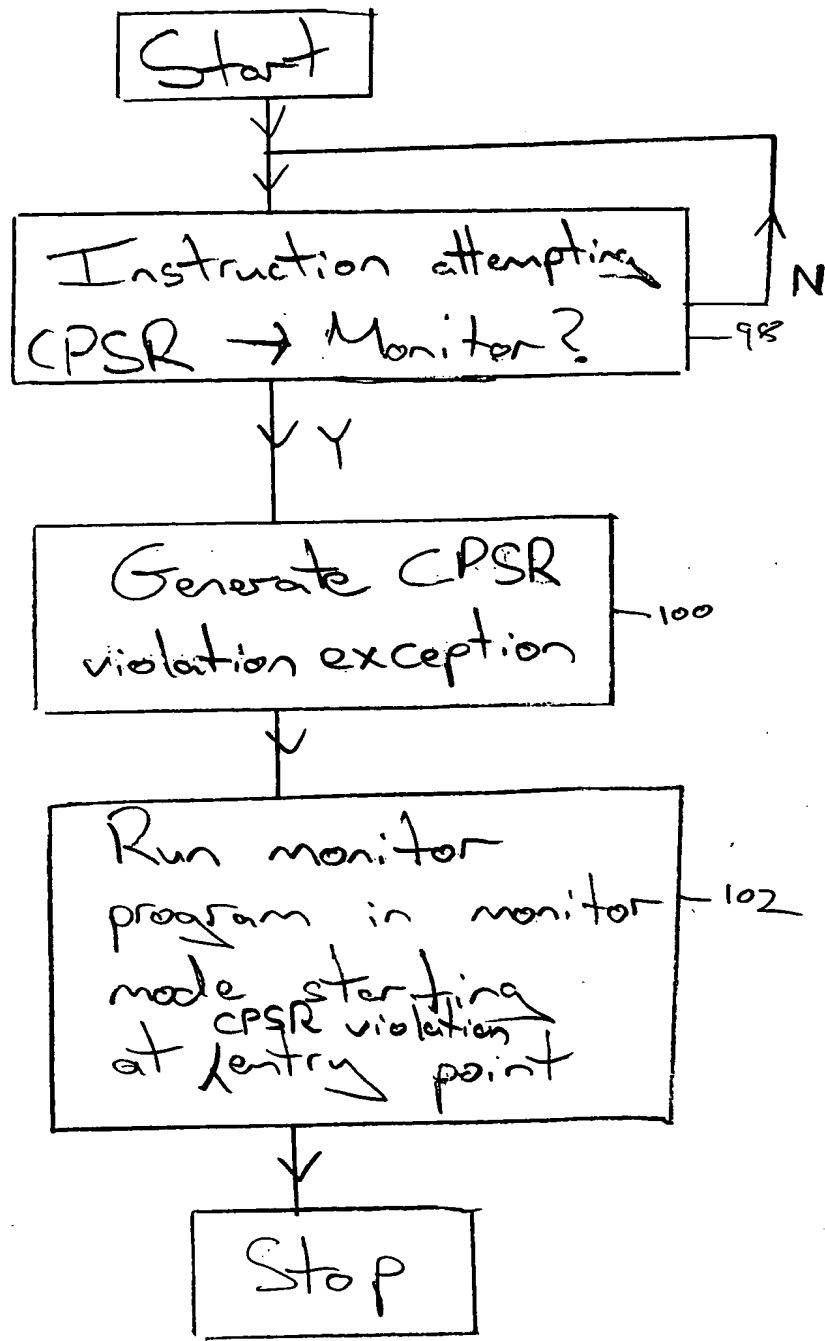 Start
Instruction attempting
CPSR → Monitor?
N
98
Y
Generate CPSR
violation exception
100
Run monitor
program in monitor
mode starting
CPSR violation
at entry point
102
Stop